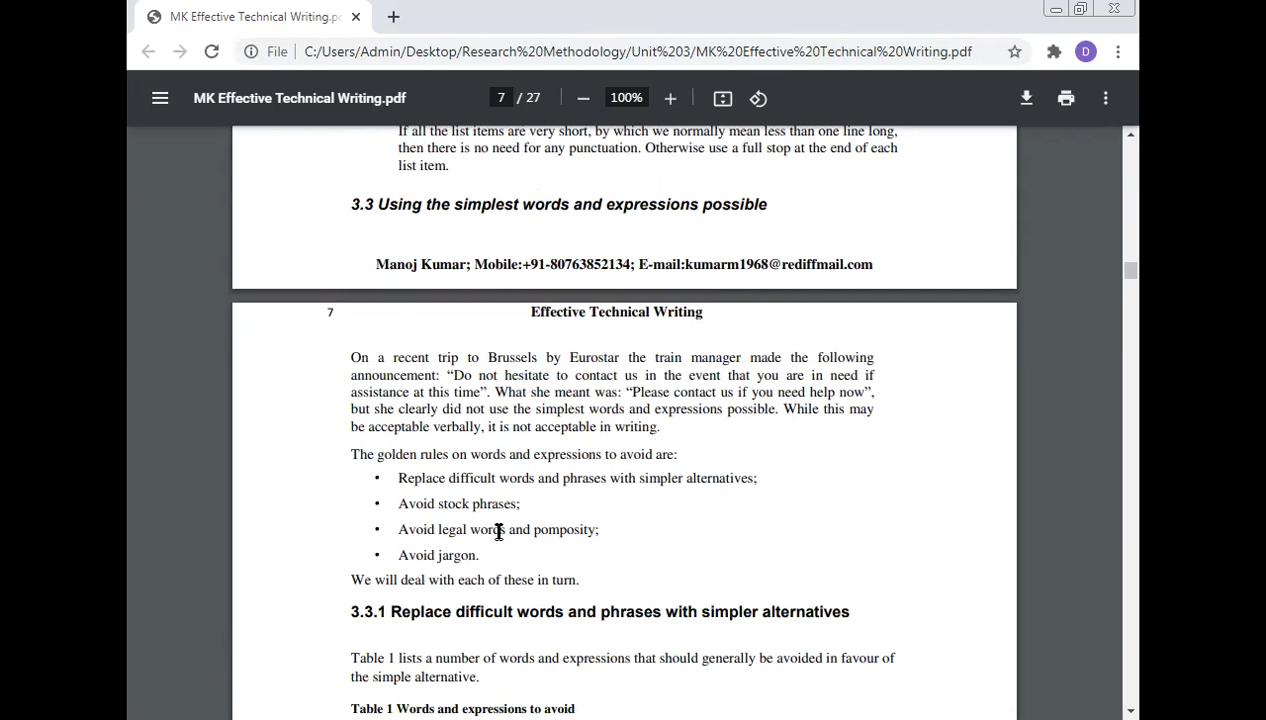 MK Effective Technical Writing.pd
File C:/Users/Admin/Desktop/Research%20Methodology/Unit%203/MK%20Effective%20Technical%20Writing.pdf
D
MK Effective Technical Writing.pdf 7 / 27 100%
If all the list items are very short, by which we normally mean less than one line long,
then there is no need for any punctuation. Otherwise use a full stop at the end of each
list item.
3.3 Using the simplest words and expressions possible
Manoj Kumar; Mobile:+91-80763852134; E-mail:kumarm1968@rediffmail.com
7 Effective Technical Writing
On a recent trip to Brussels by Eurostar the train manager made the following
announcement: “Do not hesitate to contact us in the event that you are in need if
assistance at this time”. What she meant was: “Please contact us if you need help now”,
but she clearly did not use the simplest words and expressions possible. While this may
be acceptable verbally, it is not acceptable in writing.
The golden rules on words and expressions to avoid are:
• Replace difficult words and phrases with simpler alternatives;
• Avoid stock phrases;
• Avoid legal words and pomposity;
• Avoid jargon.
We will deal with each of these in turn.
3.3.1 Replace difficult words and phrases with simpler alternatives
Table 1 lists a number of words and expressions that should generally be avoided in favour of
the simple alternative.
Table 1 Words and expressions to avoid